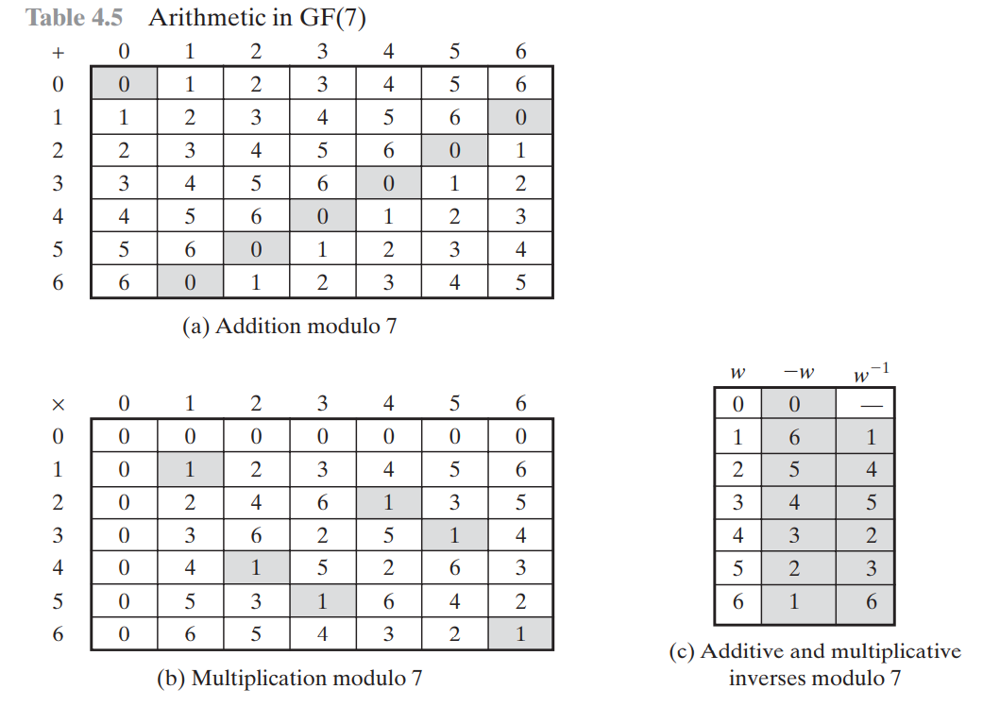 Table 4.5 Arithmetic in GF(7)
+ 0 1 2 3 4 5 6
0 0 1 2 3 4 5 6
1 1 2 3 4 5 6 0
2 2 3 4 5 6 0 1
3 3 4 5 6 0 1 2
4 4 5 6 0 1 2 3
5 5 6 0 1 2 3 4
6 6 0 1 2 3 4 5
(a) Addition modulo 7
× 0 1 2 3 4 5 6
0 0 0 0 0 0 0 0
1 0 1 2 3 4 5 6
2 0 2 4 6 1 3 5
3 0 3 6 2 5 1 4
4 0 4 1 5 2 6 3
5 0 5 3 1 6 4 2
6 0 6 5 4 3 2 1
(b) Multiplication modulo 7
w −w w⁻¹
0 0 —
1 6 1
2 5 4
3 4 5
4 3 2
5 2 3
6 1 6
(c) Additive and multiplicative
inverses modulo 7